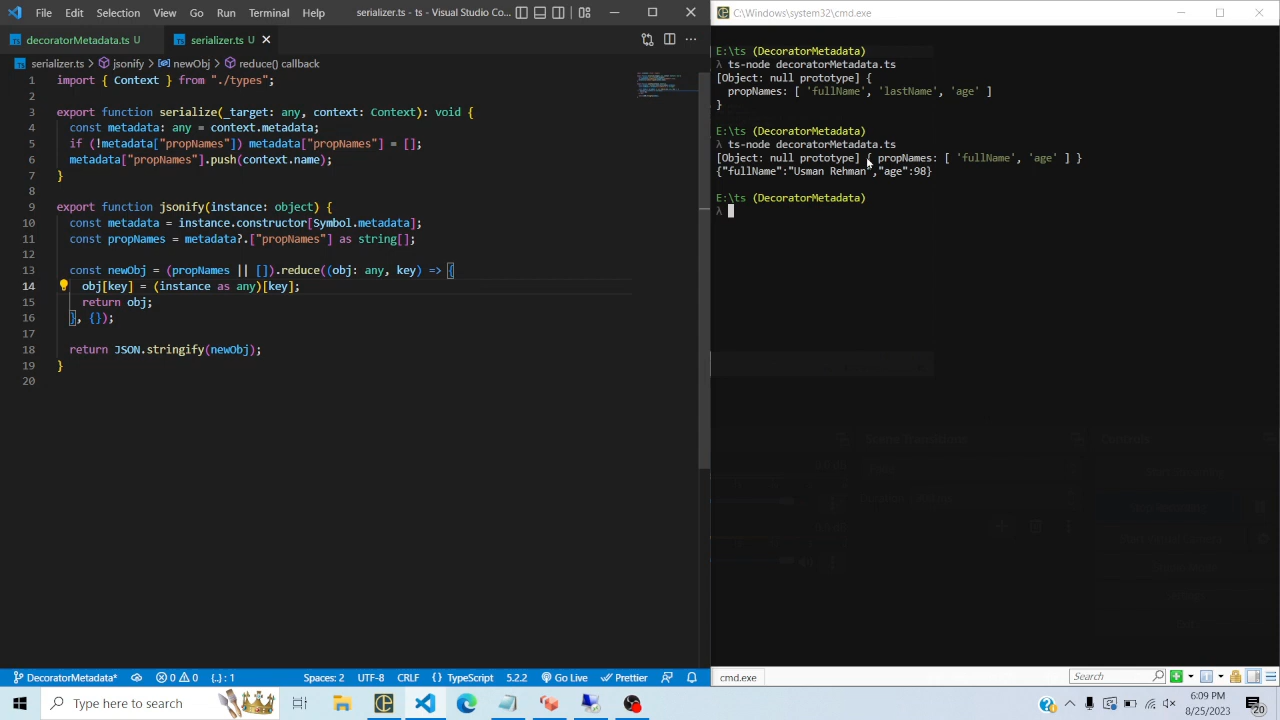 File Edit Selection View Go Run Terminal Help serializer.ts - Visual Studio Co...
decoratorMetadata.ts U serializer.ts U
serializer.ts > jsonify > newObj > reduce() callback
1 import { Context } from "./types";
2
3 export function serialize(_target: any, context: Context): void {
4 const metadata: any = context.metadata;
5 if (!metadata["propNames"]) metadata["propNames"] = [];
6 metadata["propNames"].push(context.name);
7 }
8
9 export function jsonify(instance: object) {
10 const metadata = instance.constructor[Symbol.metadata];
11 const propNames = metadata?.["propNames"] as string[];
12
13 const newObj = (propNames || []).reduce((obj: any, key) => {
14 obj[key] = (instance as any)[key];
15 return obj;
16 }, {});
17
18 return JSON.stringify(newObj);
19 }
20
DecoratorMetadata* 0 0 {..} : 1 Spaces: 2 UTF-8 CRLF 5.2.2 Go Live Prettier
C:\Windows\system32\cmd.exe
E:\ts (DecoratorMetadata)
λ ts-node decoratorMetadata.ts
[Object: null prototype] {
propNames: [ 'fullName', 'lastName', 'age' ]
}
E:\ts (DecoratorMetadata)
λ ts-node decoratorMetadata.ts
[Object: null prototype] { propNames: [ 'fullName', 'age' ] }
{"fullName":"Usman Rehman","age":98}
E:\ts (DecoratorMetadata)
λ
cmd.exe Search
Type here to search
6:09 PM
8/25/2023
20